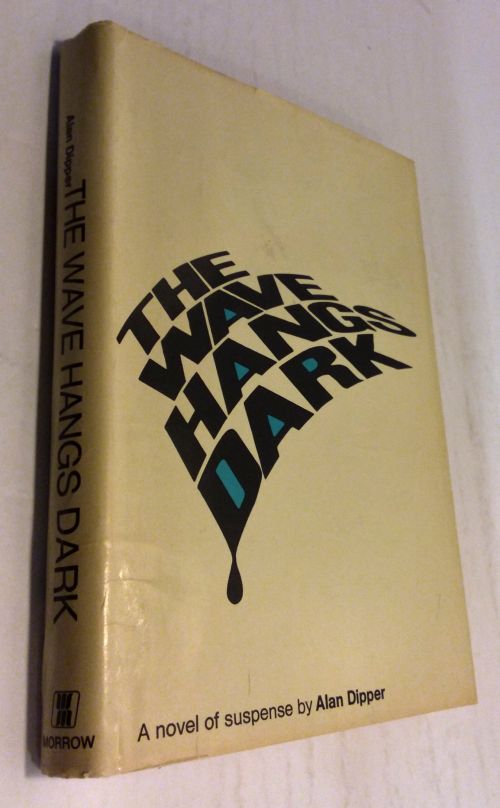 Alan Dipper THE WAVE HANGS DARK
MORROW
THE
WAVE
HANGS
DARK
A novel of suspense by Alan Dipper